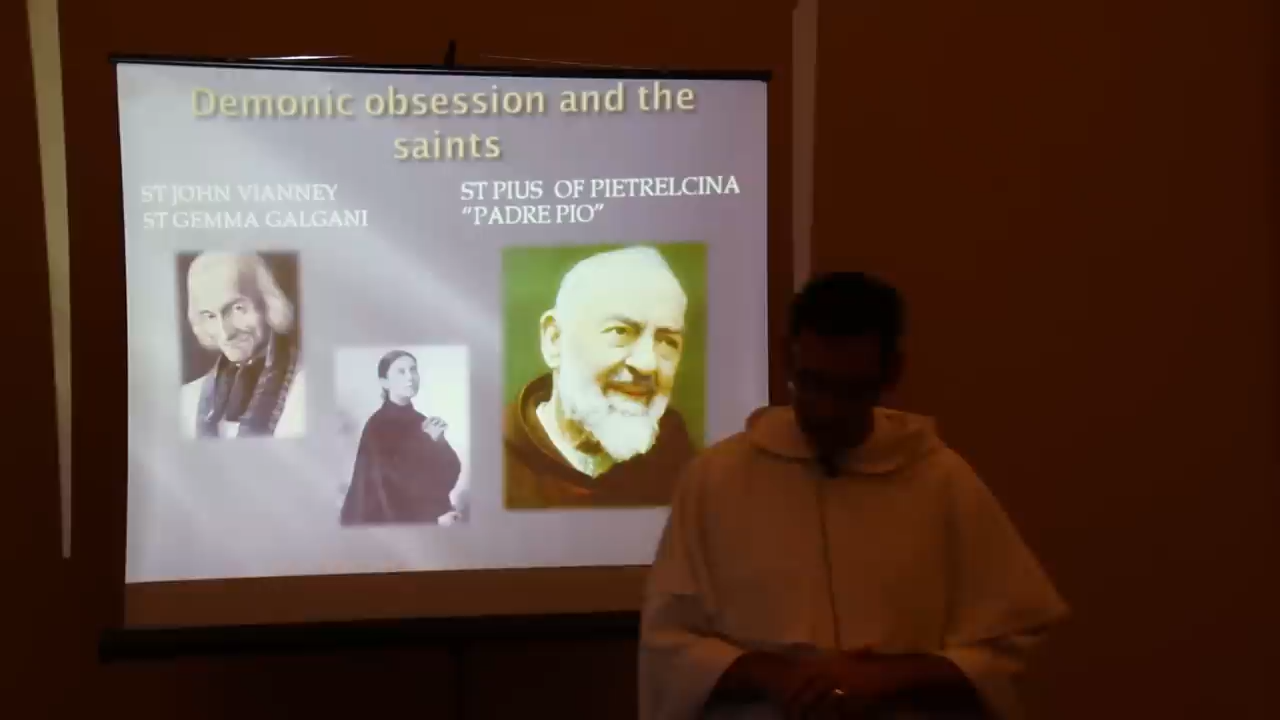 Demonic obsession and the
saints
ST JOHN VIANNEY
ST GEMMA GALGANI
ST PIUS OF PIETRELCINA
“PADRE PIO”